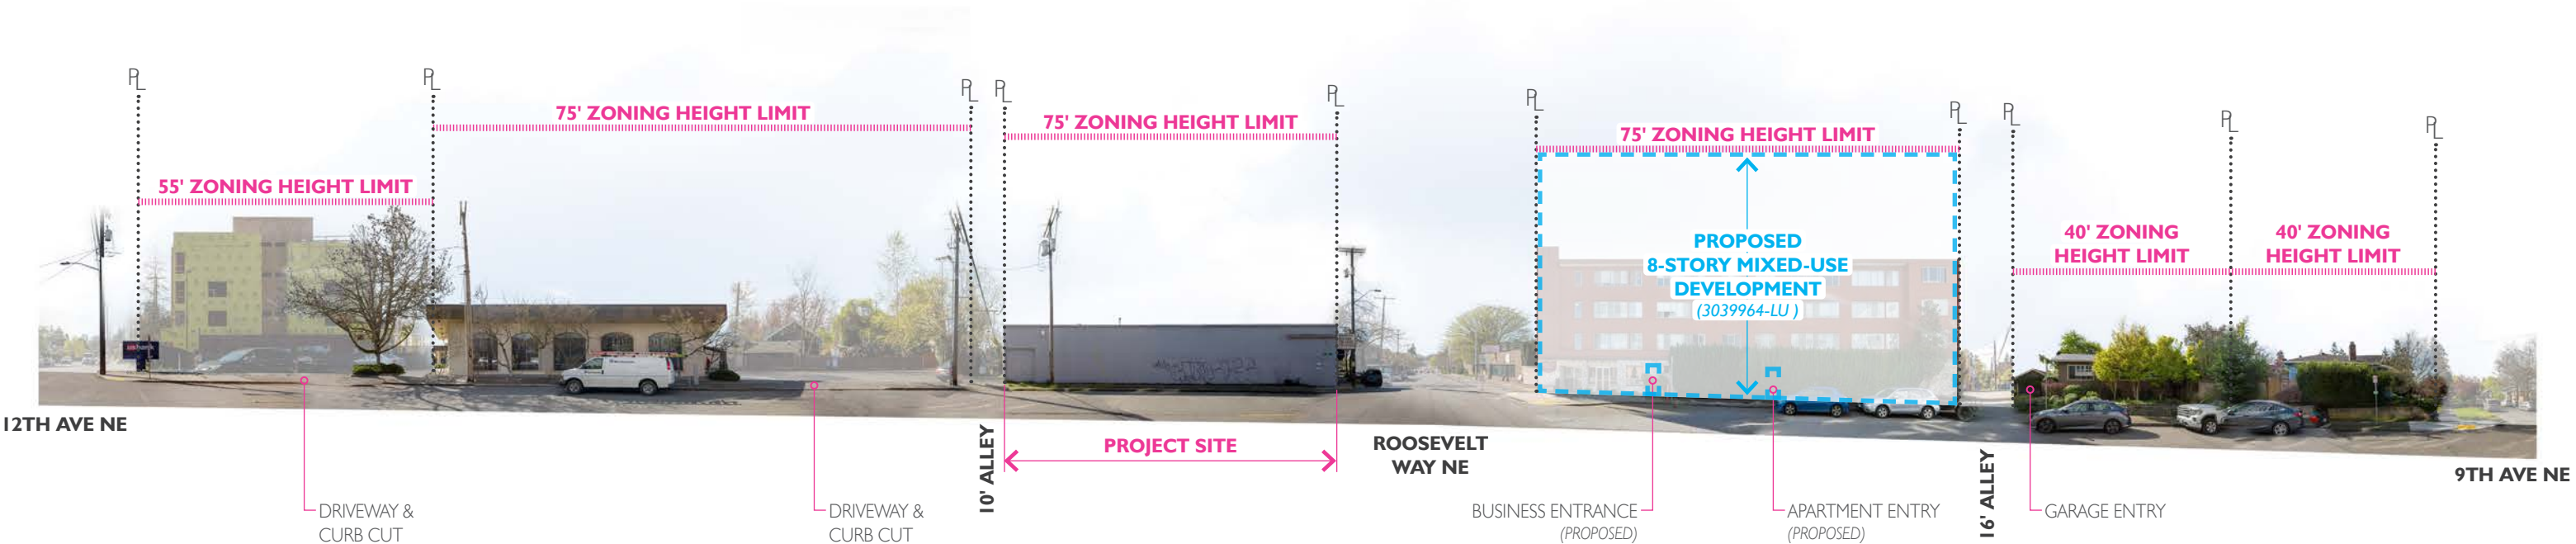 PL
PL
PL
PL
PL
PL
PL
PL
PL
PL
55' ZONING HEIGHT LIMIT
75' ZONING HEIGHT LIMIT
75' ZONING HEIGHT LIMIT
75' ZONING HEIGHT LIMIT
40' ZONING
HEIGHT LIMIT
40' ZONING
HEIGHT LIMIT
PROPOSED
8-STORY MIXED-USE
DEVELOPMENT
(3039964-LU )
12TH AVE NE
10' ALLEY
PROJECT SITE
ROOSEVELT
WAY NE
16' ALLEY
9TH AVE NE
DRIVEWAY &
CURB CUT
DRIVEWAY &
CURB CUT
BUSINESS ENTRANCE
(PROPOSED)
APARTMENT ENTRY
(PROPOSED)
GARAGE ENTRY